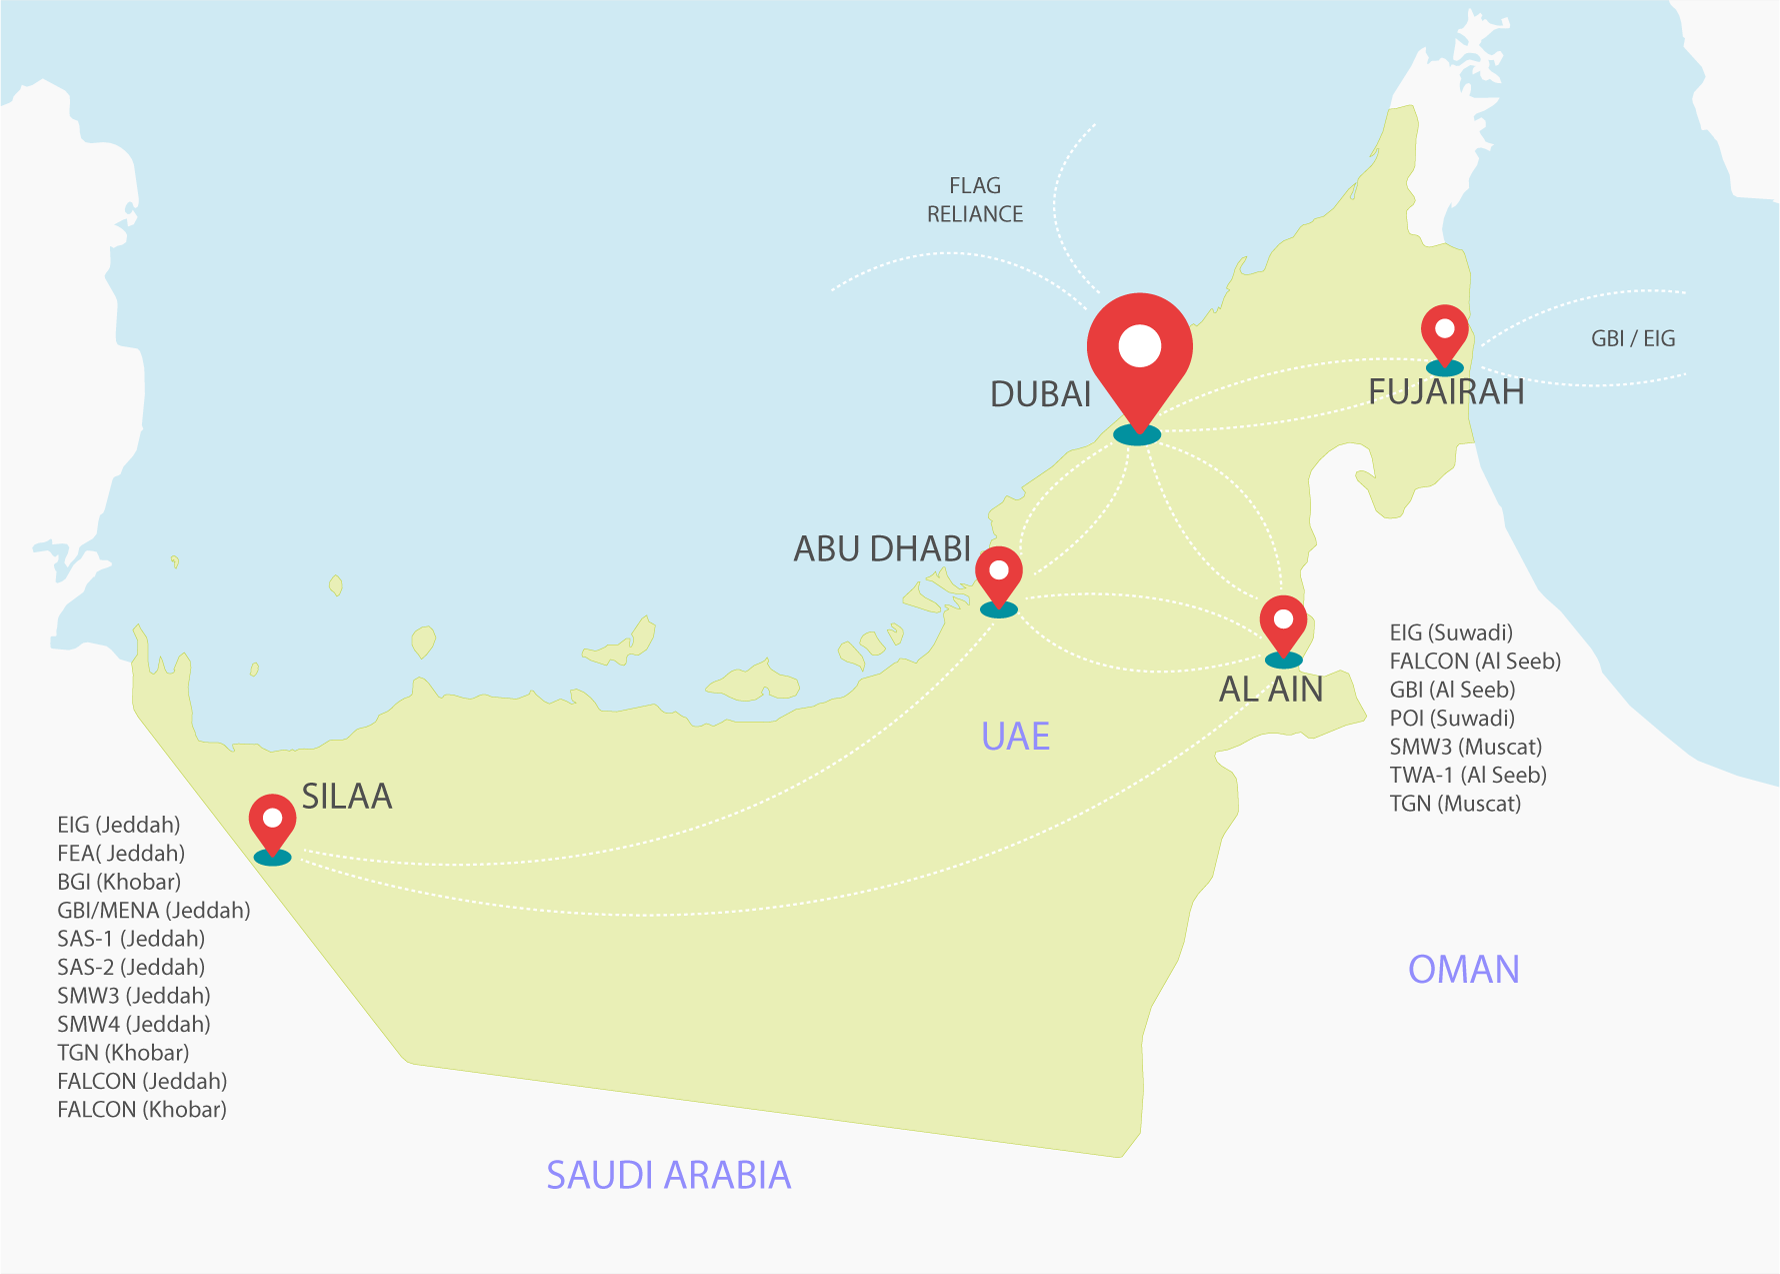 FLAG
RELIANCE
GBI / EIG
DUBAI
FUJAIRAH
ABU DHABI
AL AIN
EIG (Suwadi)
FALCON (Al Seeb)
GBI (Al Seeb)
POI (Suwadi)
SMW3 (Muscat)
TWA-1 (Al Seeb)
TGN (Muscat)
UAE
SILAA
EIG (Jeddah)
FEA( Jeddah)
BGI (Khobar)
GBI/MENA (Jeddah)
SAS-1 (Jeddah)
SAS-2 (Jeddah)
SMW3 (Jeddah)
SMW4 (Jeddah)
TGN (Khobar)
FALCON (Jeddah)
FALCON (Khobar)
OMAN
SAUDI ARABIA